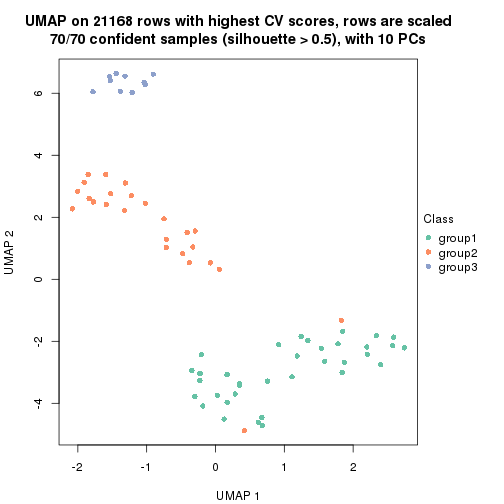 UMAP on 21168 rows with highest CV scores, rows are scaled
70/70 confident samples (silhouette > 0.5), with 10 PCs
6
4
2
0
-2
-4
UMAP 2
-2
-1
0
1
2
UMAP 1
Class
group1
group2
group3